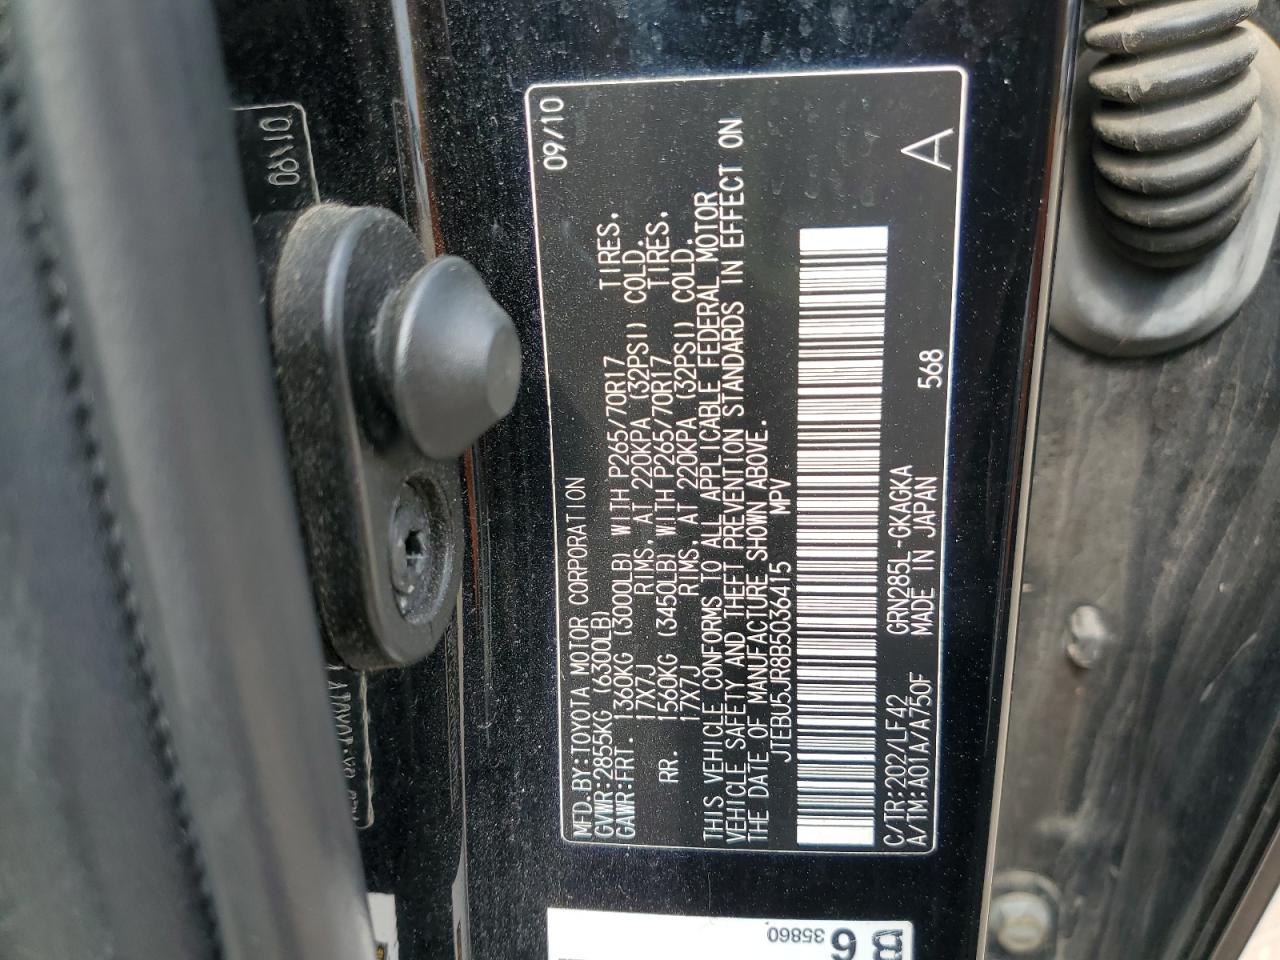 MFD. BY: TOYOTA MOTOR CORPORATION 09/10
GVWR: 2855KG (6300LB)
GAWR: FRT. 1360KG (3000LB) WITH P265/70R17 TIRES.
17X7J RIMS, AT 220KPA (32PSI) COLD.
RR. 1560KG (3450LB) WITH P265/70R17 TIRES.
17X7J RIMS, AT 220KPA (32PSI) COLD.
THIS VEHICLE CONFORMS TO ALL APPLICABLE FEDERAL MOTOR
VEHICLE SAFETY AND THEFT PREVENTION STANDARDS IN EFFECT ON
THE DATE OF MANUFACTURE SHOWN ABOVE.
JTEBU5JR8B5036415 MPV
C/TR: 202/LF42 GRN285L-GKAGKA 568 A
A/TM: A01A/A750F MADE IN JAPAN
35860